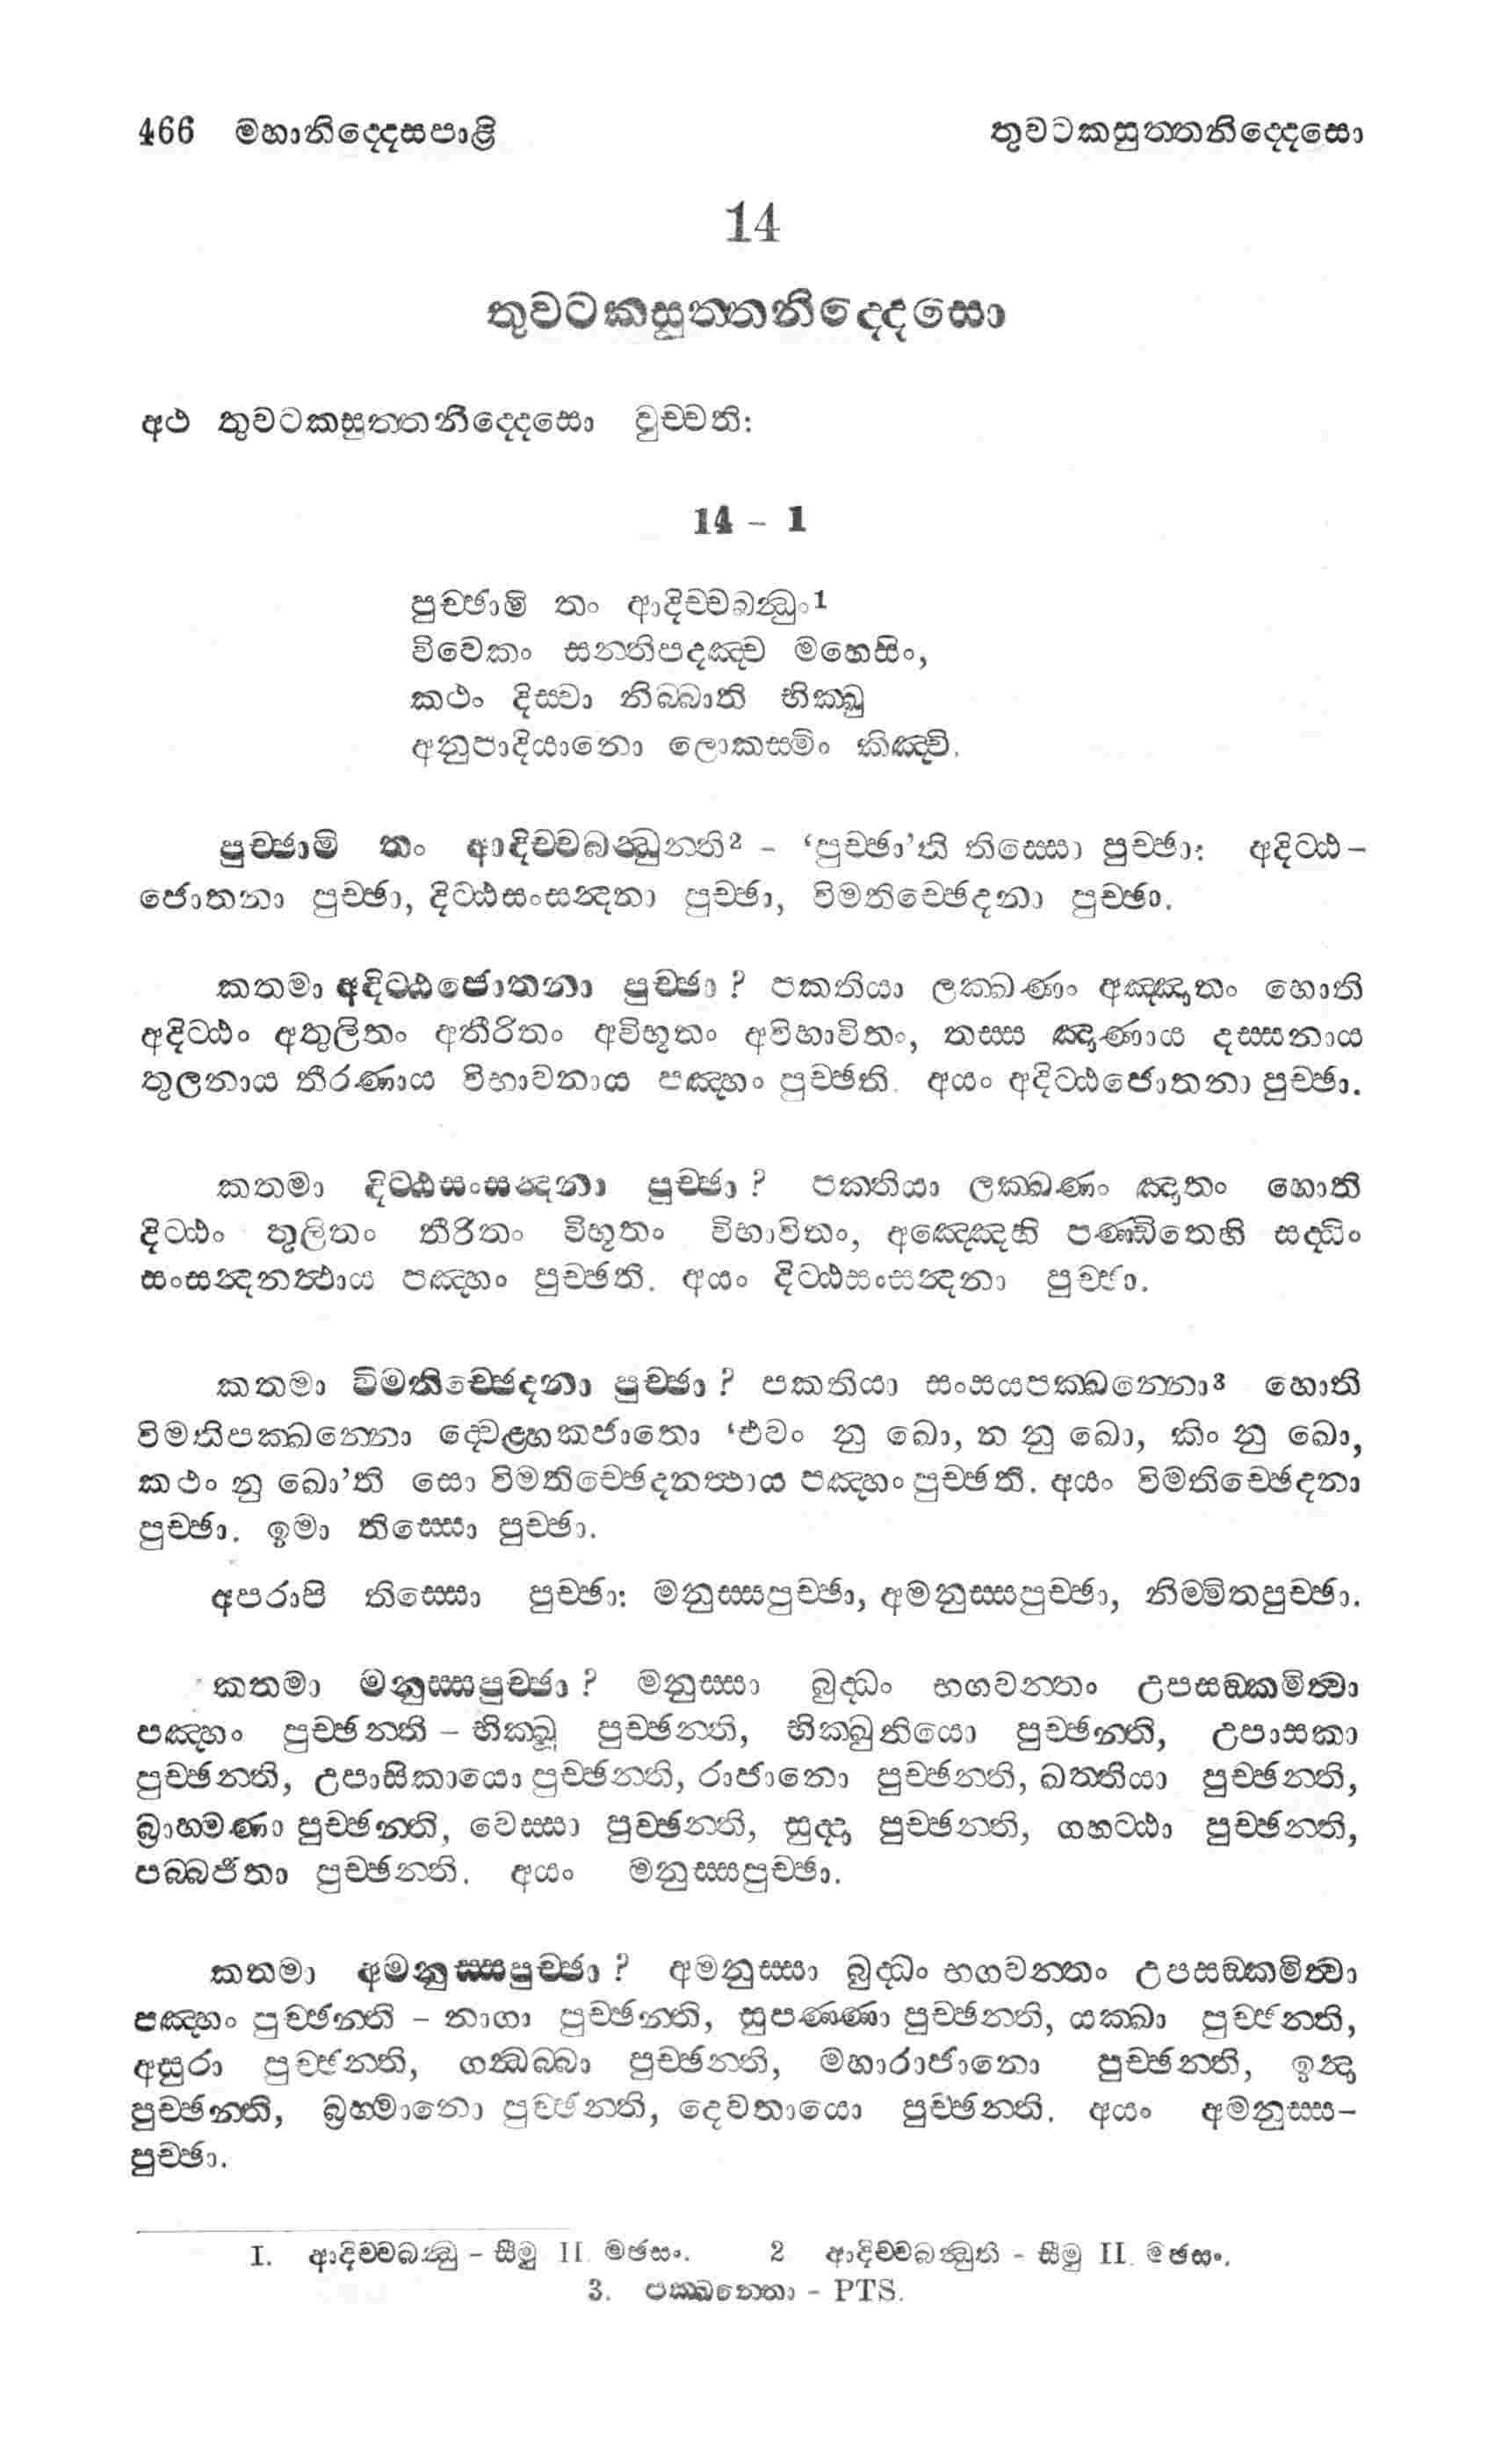 466 මහානිද්දෙසපාළි තුවටකසුත්තනිද්දෙසො
14
තුවටකසුත්තනිද්දෙසො
අථ තුවටකසුත්තනිද්දෙසො වුච්චති:
14 – 1
පුච්ඡාමි තං ආදිච්චබන්ධුං1
විවෙකං සන්තිපදඤ්ච මහෙසිං,
කථං දිස්වා නිබ්බාති භික්ඛු
අනුපාදියානො ලොකස්මිං කිඤ්චි.
පුච්ඡාමි තං ආදිච්චබන්ධුන්ති2 – ‘පුච්ඡා’ති තිස්සො පුච්ඡා: අදිට්ඨ–
ජොතනා පුච්ඡා, දිට්ඨසංසන්දනා පුච්ඡා, විමතිච්ඡෙදනා පුච්ඡා.
කතමා අදිට්ඨජොතනා පුච්ඡා? පකතියා ලක්ඛණං අඤ්ඤාතං හොති
අදිට්ඨං අතුලිතං අතීරිතං අවිභූතං අවිභාවිතං, තස්ස ඤාණාය දස්සනාය
තුලනාය තීරණාය විභාවනාය පඤ්හං පුච්ඡති. අයං අදිට්ඨජොතනා පුච්ඡා.
කතමා දිට්ඨසංසන්දනා පුච්ඡා? පකතියා ලක්ඛණං ඤාතං හොති
දිට්ඨං තුලිතං තීරිතං විභූතං විභාවිතං, අඤ්ඤෙහි පණ්ඩිතෙහි සද්ධිං
සංසන්දනත්ථාය පඤ්හං පුච්ඡති. අයං දිට්ඨසංසන්දනා පුච්ඡා.
කතමා විමතිච්ඡෙදනා පුච්ඡා? පකතියා සංසයපක්ඛන්නො3 හොති
විමතිපක්ඛන්නො ද්වෙළ්හකජාතො ‘එවං නු ඛො, න නු ඛො, කිං නු ඛො,
කථං නු ඛො’ති සො විමතිච්ඡෙදනත්ථාය පඤ්හං පුච්ඡති. අයං විමතිච්ඡෙදනා
පුච්ඡා. ඉමා තිස්සො පුච්ඡා.
අපරාපි තිස්සො පුච්ඡා: මනුස්සපුච්ඡා, අමනුස්සපුච්ඡා, නිම්මිතපුච්ඡා.
කතමා මනුස්සපුච්ඡා? මනුස්සා බුද්ධං භගවන්තං උපසඞ්කමිත්වා
පඤ්හං පුච්ඡන්ති – භික්ඛූ පුච්ඡන්ති, භික්ඛුනියො පුච්ඡන්ති, උපාසකා
පුච්ඡන්ති, උපාසිකායො පුච්ඡන්ති, රාජානො පුච්ඡන්ති, ඛත්තියා පුච්ඡන්ති,
බ්‍රාහ්මණා පුච්ඡන්ති, වෙස්සා පුච්ඡන්ති, සුද්දා පුච්ඡන්ති, ගහට්ඨා පුච්ඡන්ති,
පබ්බජිතා පුච්ඡන්ති. අයං මනුස්සපුච්ඡා.
කතමා අමනුස්සපුච්ඡා? අමනුස්සා බුද්ධං භගවන්තං උපසඞ්කමිත්වා
පඤ්හං පුච්ඡන්ති – නාගා පුච්ඡන්ති, සුපණ්ණා පුච්ඡන්ති, යක්ඛා පුච්ඡන්ති,
අසුරා පුච්ඡන්ති, ගන්ධබ්බා පුච්ඡන්ති, මහාරාජානො පුච්ඡන්ති, ඉන්දා
පුච්ඡන්ති, බ්‍රහ්මානො පුච්ඡන්ති, දෙවතායො පුච්ඡන්ති. අයං අමනුස්ස–
පුච්ඡා.
I. ආදිච්චබන්ධු – සීමු II මඡසං. 2 ආදිච්චබන්ධුති – සීමු II. මඡසං.
3. පක්ඛන්තො – PTS.